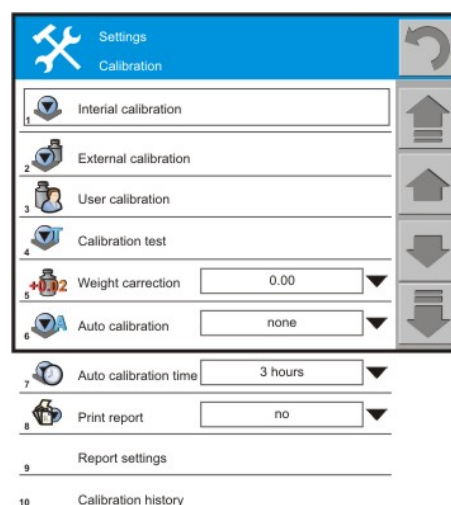 Settings
Calibration
1 Interial calibration
2 External calibration
3 User calibration
4 Calibration test
+0.02
5 Weight carrection 0.00
6 Auto calibration none
7 Auto calibration time 3 hours
8 Print report no
9 Report settings
10 Calibration history